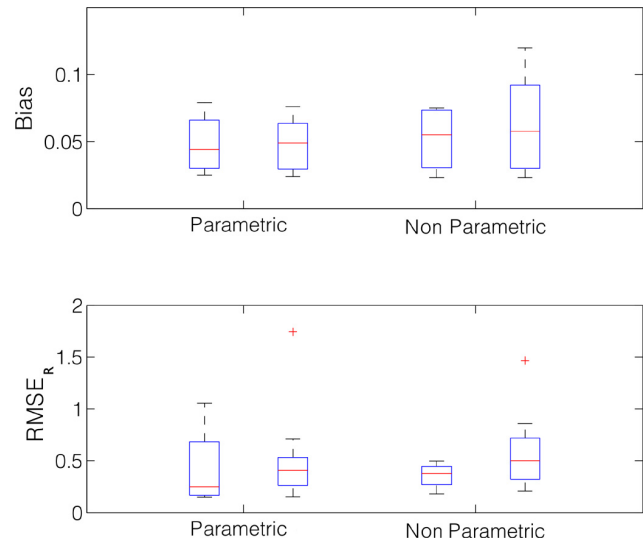 0.1
Bias
0.05
0
Parametric
Non Parametric
2
1.5
RMSE_R
1
0.5
0
Parametric
Non Parametric